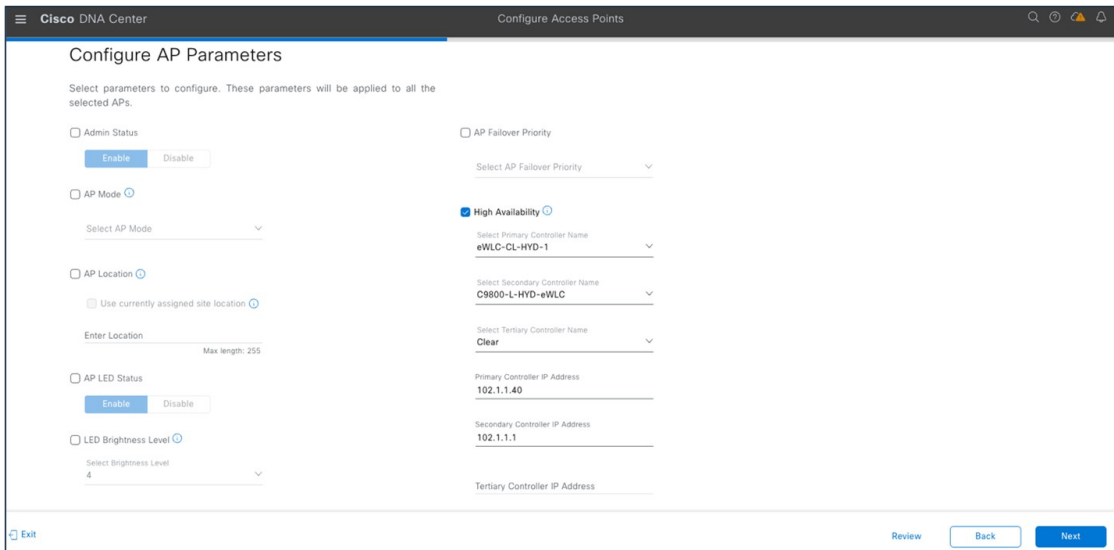 Cisco DNA Center
Configure Access Points
Configure AP Parameters
Select parameters to configure. These parameters will be applied to all the
selected APs.
Admin Status
Enable
Disable
AP Mode
Select AP Mode
AP Location
Use currently assigned site location
Enter Location
Max length: 255
AP LED Status
Enable
Disable
LED Brightness Level
Select Brightness Level
4
AP Failover Priority
Select AP Failover Priority
High Availability
Select Primary Controller Name
eWLC-CL-HYD-1
Select Secondary Controller Name
C9800-L-HYD-eWLC
Select Tertiary Controller Name
Clear
Primary Controller IP Address
102.1.1.40
Secondary Controller IP Address
102.1.1.1
Tertiary Controller IP Address
Exit
Review
Back
Next